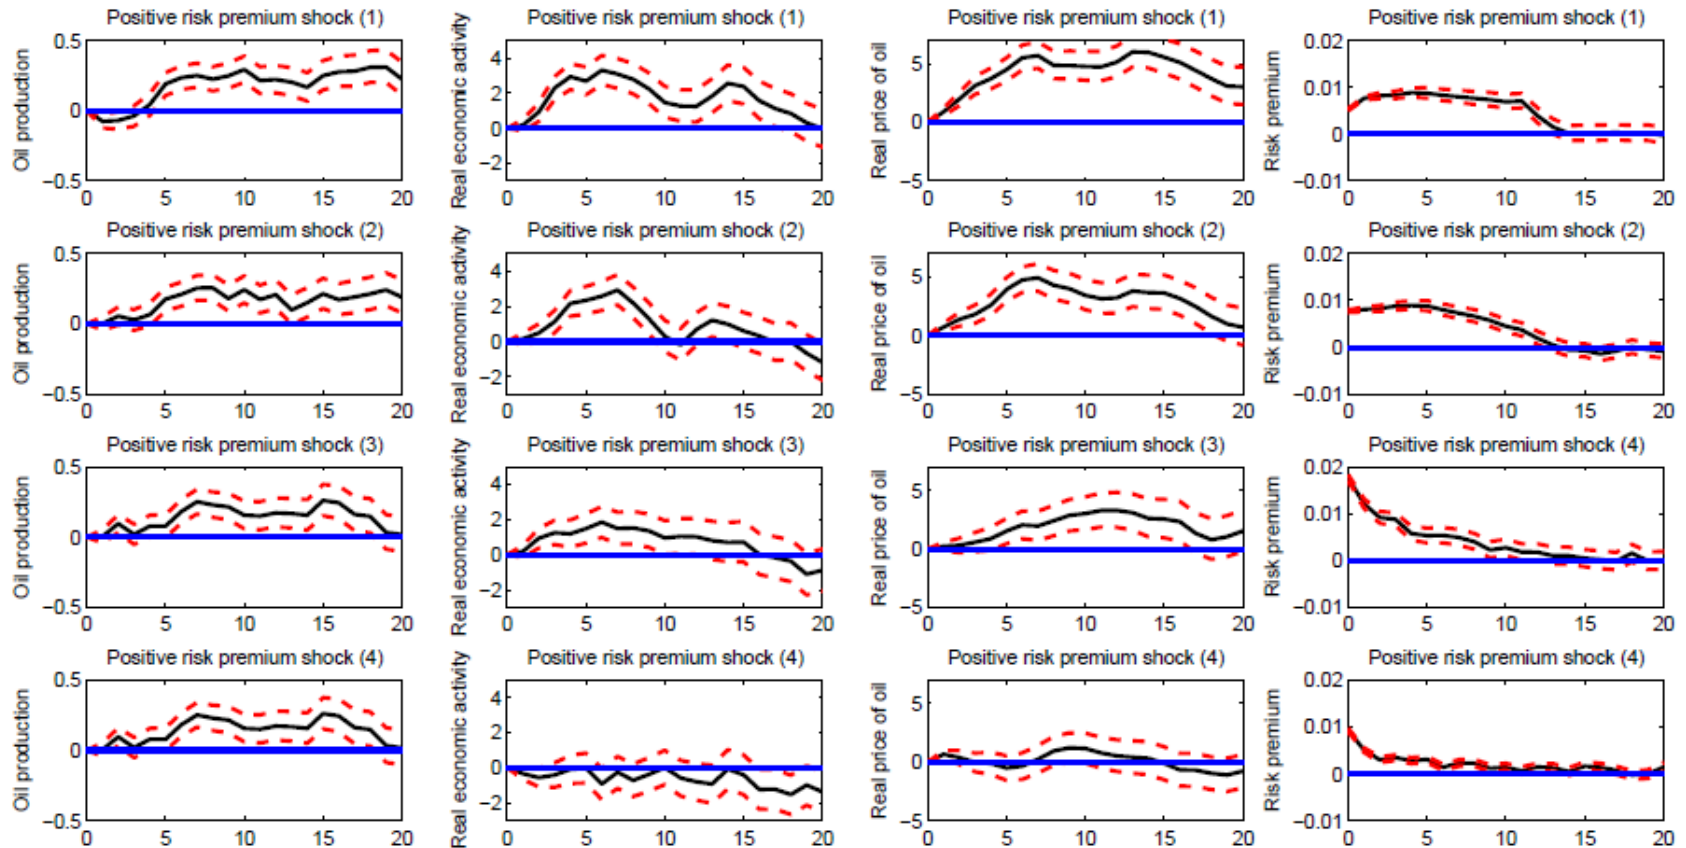 Positive risk premium shock (1) Positive risk premium shock (1) Positive risk premium shock (1) Positive risk premium shock (1)
Oil production Real economic activity Real price of oil Risk premium
0.5 4 5 0.02
0 2 0 0.01
−0.5 0 −5 0
−2 −0.01
0 5 10 15 20 0 5 10 15 20 0 5 10 15 20 0 5 10 15 20
Positive risk premium shock (2) Positive risk premium shock (2) Positive risk premium shock (2) Positive risk premium shock (2)
Oil production Real economic activity Real price of oil Risk premium
0.5 4 5 0.02
0 2 0 0.01
−0.5 0 −5 0
−2 −0.01
0 5 10 15 20 0 5 10 15 20 0 5 10 15 20 0 5 10 15 20
Positive risk premium shock (3) Positive risk premium shock (3) Positive risk premium shock (3) Positive risk premium shock (4)
Oil production Real economic activity Real price of oil Risk premium
0.5 4 5 0.02
0 2 0 0.01
−0.5 0 −5 0
−2 −0.01
0 5 10 15 20 0 5 10 15 20 0 5 10 15 20 0 5 10 15 20
Positive risk premium shock (4) Positive risk premium shock (4) Positive risk premium shock (4) Positive risk premium shock (4)
Oil production Real economic activity Real price of oil Risk premium
0.5 4 5 0.02
0 2 0 0.01
−0.5 0 −5 0
−2 −0.01
0 5 10 15 20 0 5 10 15 20 0 5 10 15 20 0 5 10 15 20